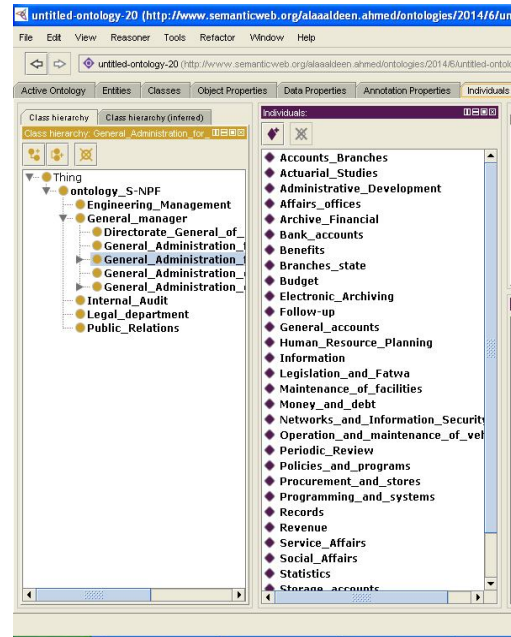 untitled-ontology-20 (http://www.semanticweb.org/alaaaldeen.ahmed/ontologies/2014/6/un
File Edit View Reasoner Tools Refactor Window Help
untitled-ontology-20 (http://www.semanticweb.org/alaaaldeen.ahmed/ontologies/2014/6/untitled-ontol
Active Ontology Entities Classes Object Properties Data Properties Annotation Properties Individuals
Class hierarchy Class hierarchy (inferred)
Class hierarchy: General_Administration_for_
Thing
ontology_S-NPF
Engineering_Management
General_manager
Directorate_General_of_
General_Administration_
General_Administration_
General_Administration_
General_Administration_
Internal_Audit
Legal_department
Public_Relations
Individuals:
Accounts_Branches
Actuarial_Studies
Administrative_Development
Affairs_offices
Archive_Financial
Bank_accounts
Benefits
Branches_state
Budget
Electronic_Archiving
Follow-up
General_accounts
Human_Resource_Planning
Information
Legislation_and_Fatwa
Maintenance_of_facilities
Money_and_debt
Networks_and_Information_Security
Operation_and_maintenance_of_veh
Periodic_Review
Policies_and_programs
Procurement_and_stores
Programming_and_systems
Records
Revenue
Service_Affairs
Social_Affairs
Statistics
Storage_accounts